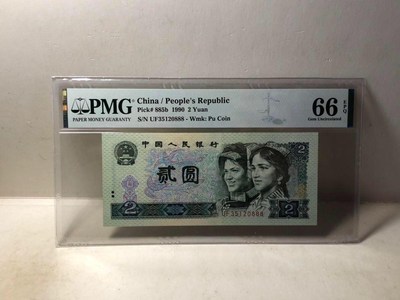 PMG
PAPER MONEY GUARANTY
China / People's Republic
Pick# 885b 1990 2 Yuan
S/N UF35120888 - Wmk: Pu Coin
66 EPQ
Gem Uncirculated
中国人民银行
2
贰圆
2
2
UF35120888